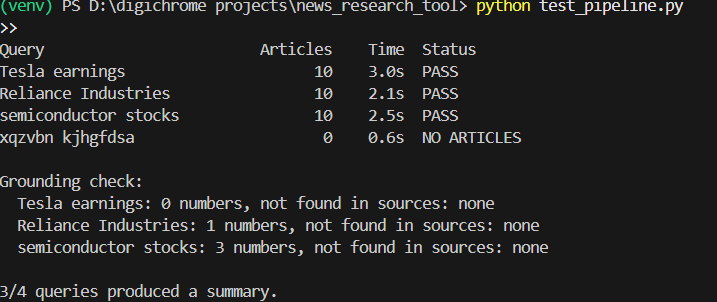 (venv) PS D:\digichrome projects\news_research_tool> python test_pipeline.py
>>
Query                    Articles    Time  Status
Tesla earnings                 10    3.0s  PASS
Reliance Industries            10    2.1s  PASS
semiconductor stocks           10    2.5s  PASS
xqzvbn kjhgfdsa                 0    0.6s  NO ARTICLES

Grounding check:
  Tesla earnings: 0 numbers, not found in sources: none
  Reliance Industries: 1 numbers, not found in sources: none
  semiconductor stocks: 3 numbers, not found in sources: none

3/4 queries produced a summary.